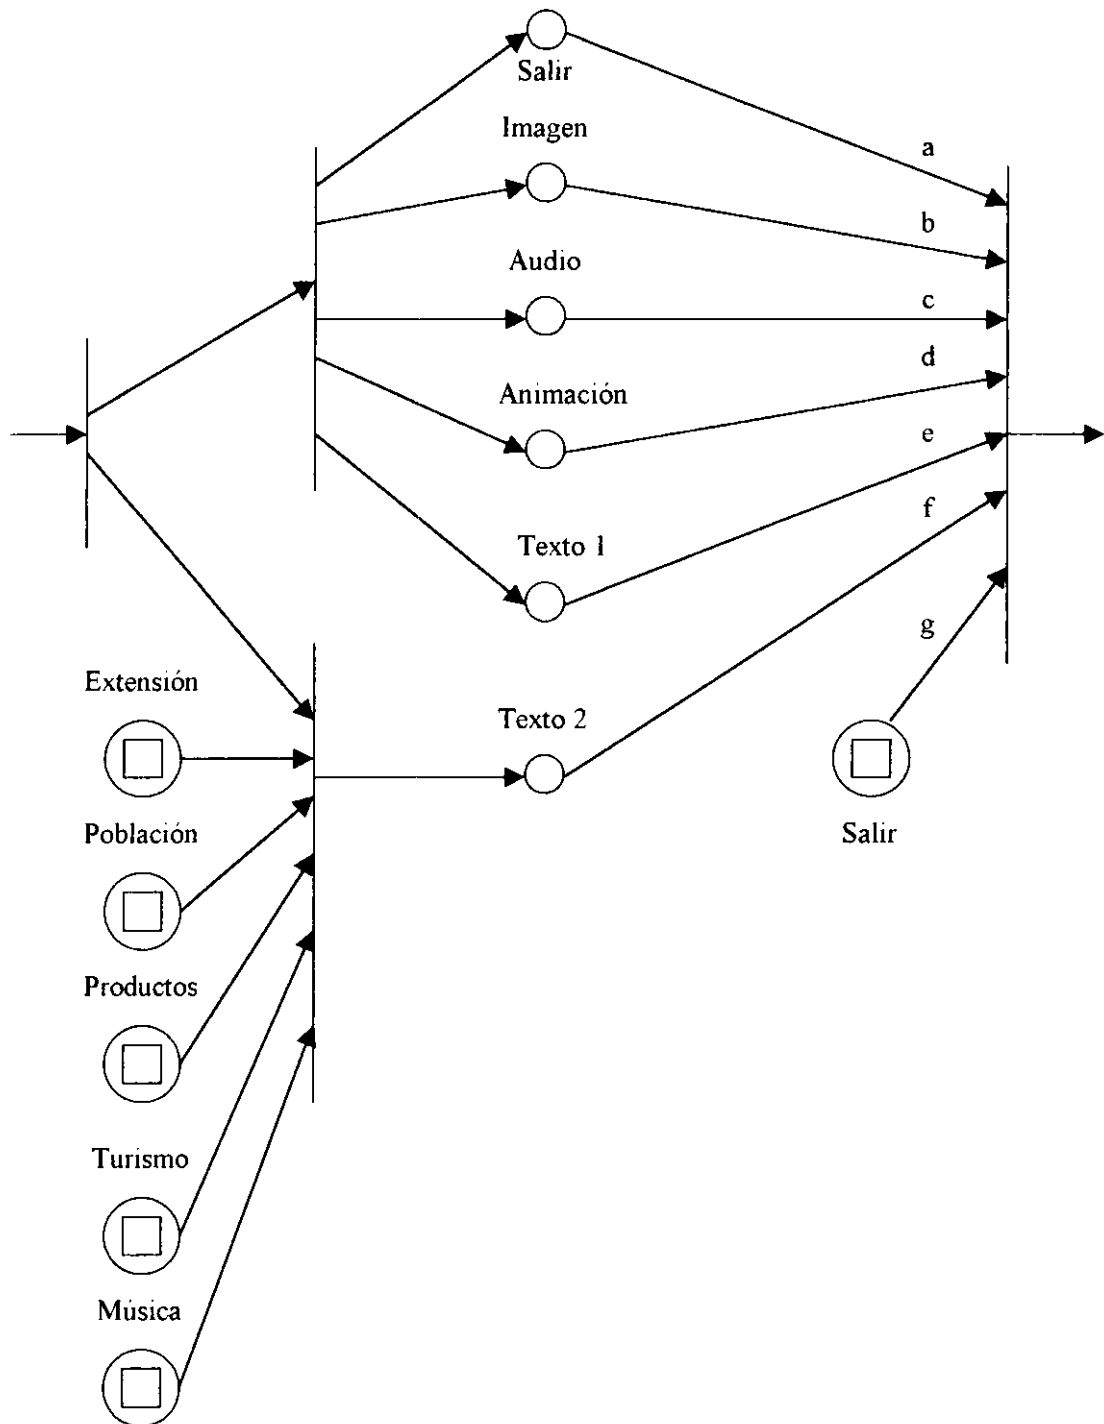 Salir
Imagen
a
b
Audio
c
d
Animación
e
f
Texto 1
g
Extensión
Texto 2
Población
Salir
Productos
Turismo
Música